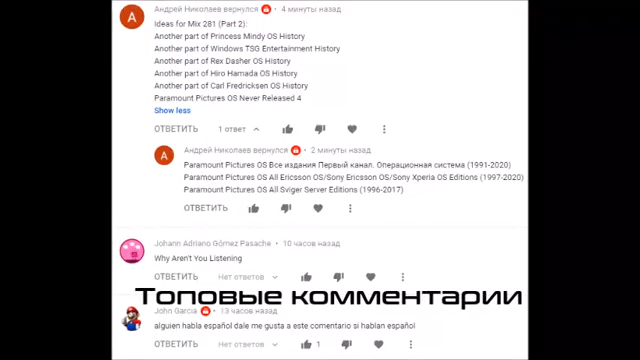 Андрей Николаев вернулся • 4 минуты назад
Ideas for Mix 281 (Part 2):
Another part of Princess Mindy OS History
Another part of Windows TSG Entertainment History
Another part of Rex Dasher OS History
Another part of Hiro Hamada OS History
Another part of Carl Fredricksen OS History
Paramount Pictures OS Never Released 4
Show less
ОТВЕТИТЬ 1 ответ
А
Андрей Николаев вернулся • 2 минуты назад
Paramount Pictures OS Все издания Первый канал. Операционная система (1991-2020)
Paramount Pictures OS All Ericsson OS/Sony Ericsson OS/Sony Xperia OS Editions (1997-2020)
Paramount Pictures OS All Sviger Server Editions (1996-2017)
ОТВЕТИТЬ
Johann Adriano Gómez Pasache • 10 часов назад
Why Aren't You Listening
ОТВЕТИТЬ Нет ответов
Топовые комментарии
John Garcia • 13 часов назад
alguien habla español dale me gusta a este comentario si hablan español
ОТВЕТИТЬ Нет ответов 1